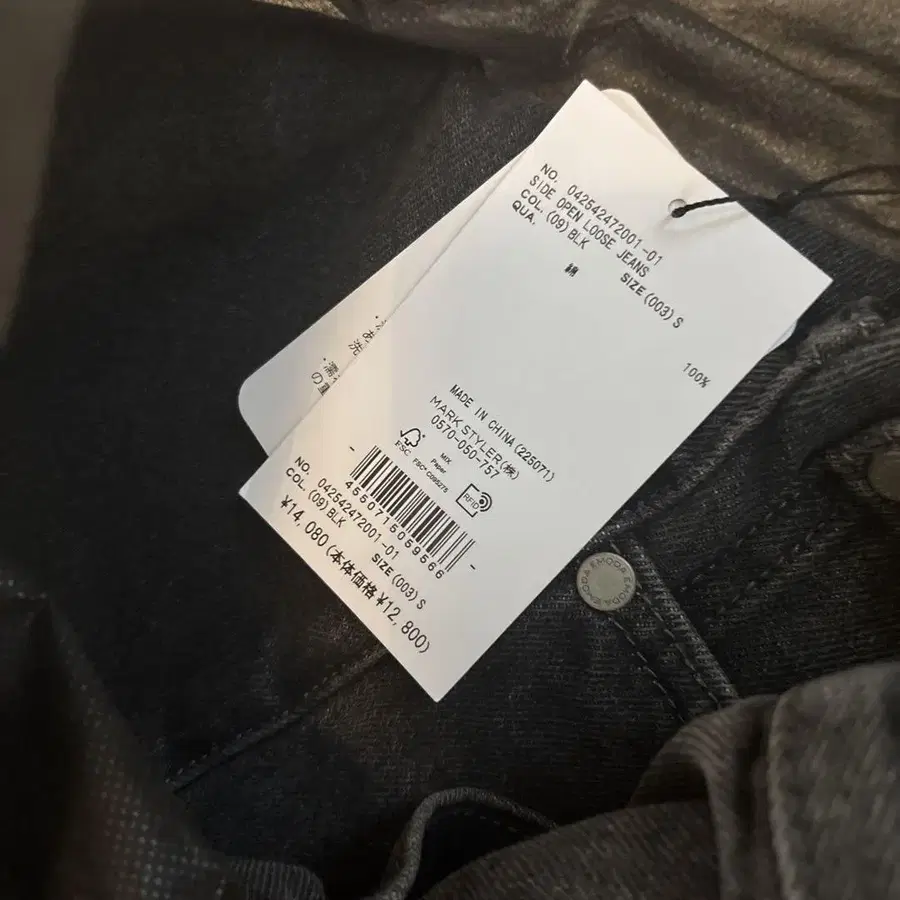 NO. 042542472001-01
SIDE OPEN LOOSE JEANS
COL. (09) BLK SIZE (003) S
QUA.
綿 100%
MADE IN CHINA (225071)
MARK STYLER(株)
0570-050-757
FSC MIX
Paper
FSC® C095275
RFID
4550715059566
NO. 042542472001-01
COL. (09) BLK SIZE (003) S
¥14,080 (本体価格 ¥12,800)
EMODA EMODA